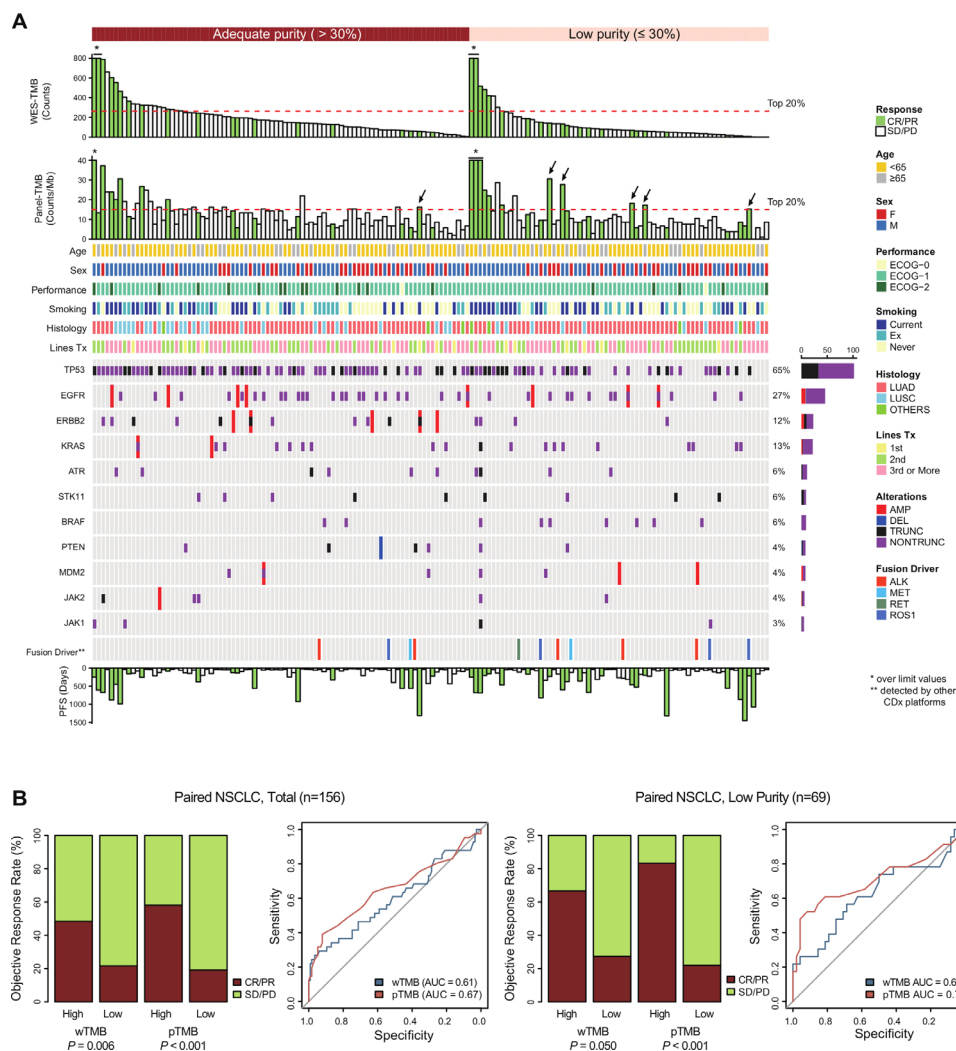 A
Adequate purity ( > 30%)
Low purity (≤ 30%)
*
*
800
600
400
200
0
WES-TMB
(Counts)
Top 20%
*
*
40
30
20
10
0
Panel-TMB
(Counts/Mb)
Top 20%
Age
Sex
Performance
Smoking
Histology
Lines Tx
0
50
100
TP53
65%
EGFR
27%
ERBB2
12%
KRAS
13%
ATR
6%
STK11
6%
BRAF
6%
PTEN
4%
MDM2
4%
JAK2
4%
JAK1
3%
Fusion Driver**
0
500
1000
1500
PFS (Days)
Response
CR/PR
SD/PD
Age
<65
≥65
Sex
F
M
Performance
ECOG−0
ECOG−1
ECOG−2
Smoking
Current
Ex
Never
Histology
LUAD
LUSC
OTHERS
Lines Tx
1st
2nd
3rd or More
Alterations
AMP
DEL
TRUNC
NONTRUNC
Fusion Driver
ALK
MET
RET
ROS1
* over limit values
** detected by other
CDx platforms
B
Paired NSCLC, Total (n=156)
Objective Response Rate (%)
100
80
60
40
20
0
High
Low
High
Low
wTMB
pTMB
P = 0.006
P < 0.001
CR/PR
SD/PD
Sensitivity
1.0
0.8
0.6
0.4
0.2
0.0
wTMB (AUC = 0.61)
pTMB (AUC = 0.67)
1.0
0.8
0.6
0.4
0.2
0.0
Specificity
Paired NSCLC, Low Purity (n=69)
Objective Response Rate (%)
100
80
60
40
20
0
High
Low
High
Low
wTMB
pTMB
P = 0.050
P < 0.001
CR/PR
SD/PD
Sensitivity
1.0
0.8
0.6
0.4
0.2
0.0
wTMB AUC = 0.6
pTMB AUC = 0.
1.0
0.8
0.6
0.4
0.2
Specificity